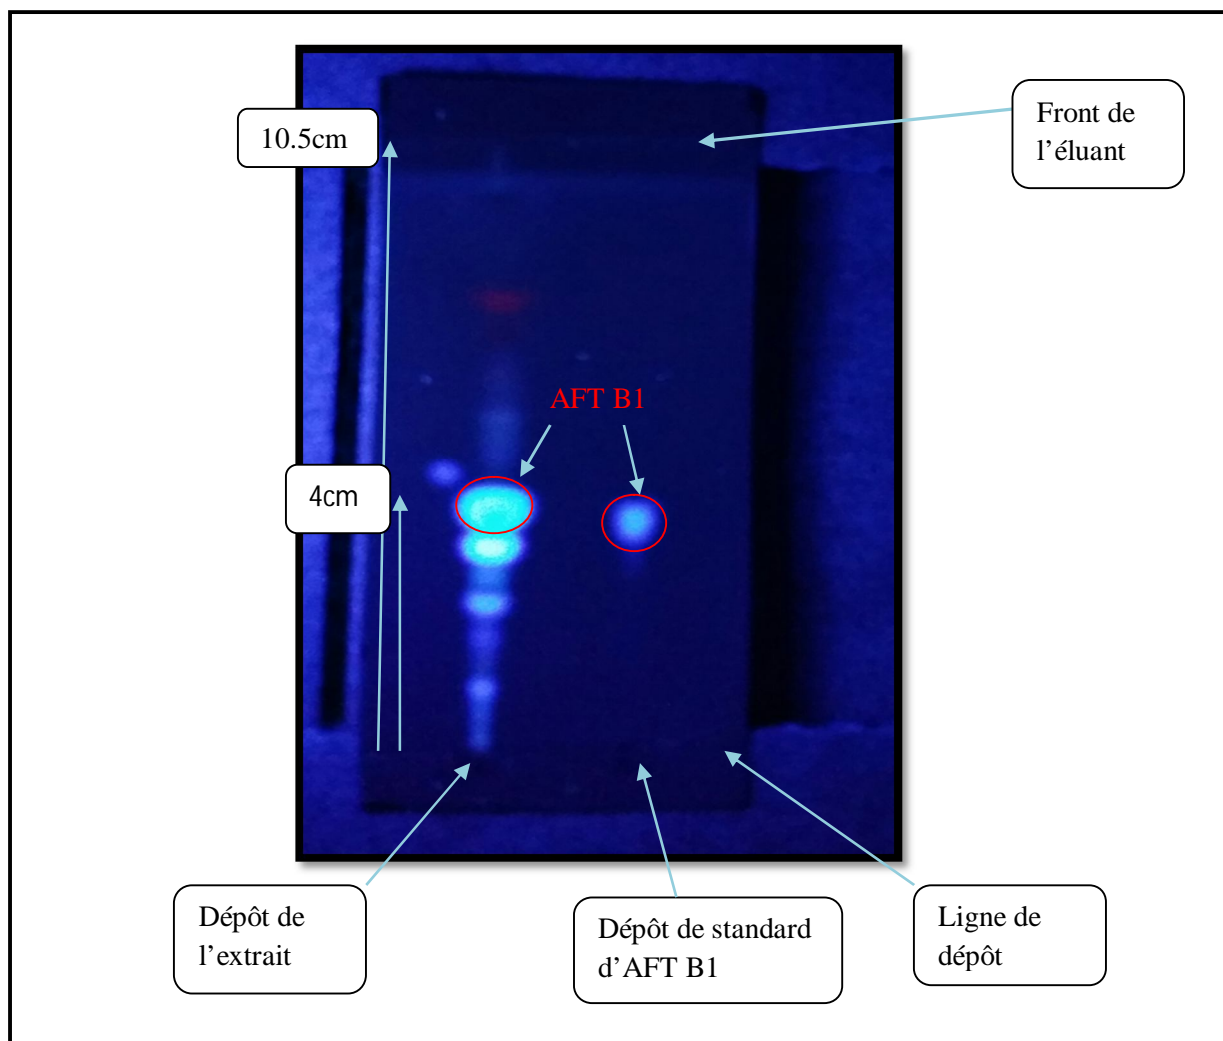 10.5cm
Front de
l’éluant
AFT B1
4cm
Dépôt de
l’extrait
Dépôt de standard
d’AFT B1
Ligne de
dépôt